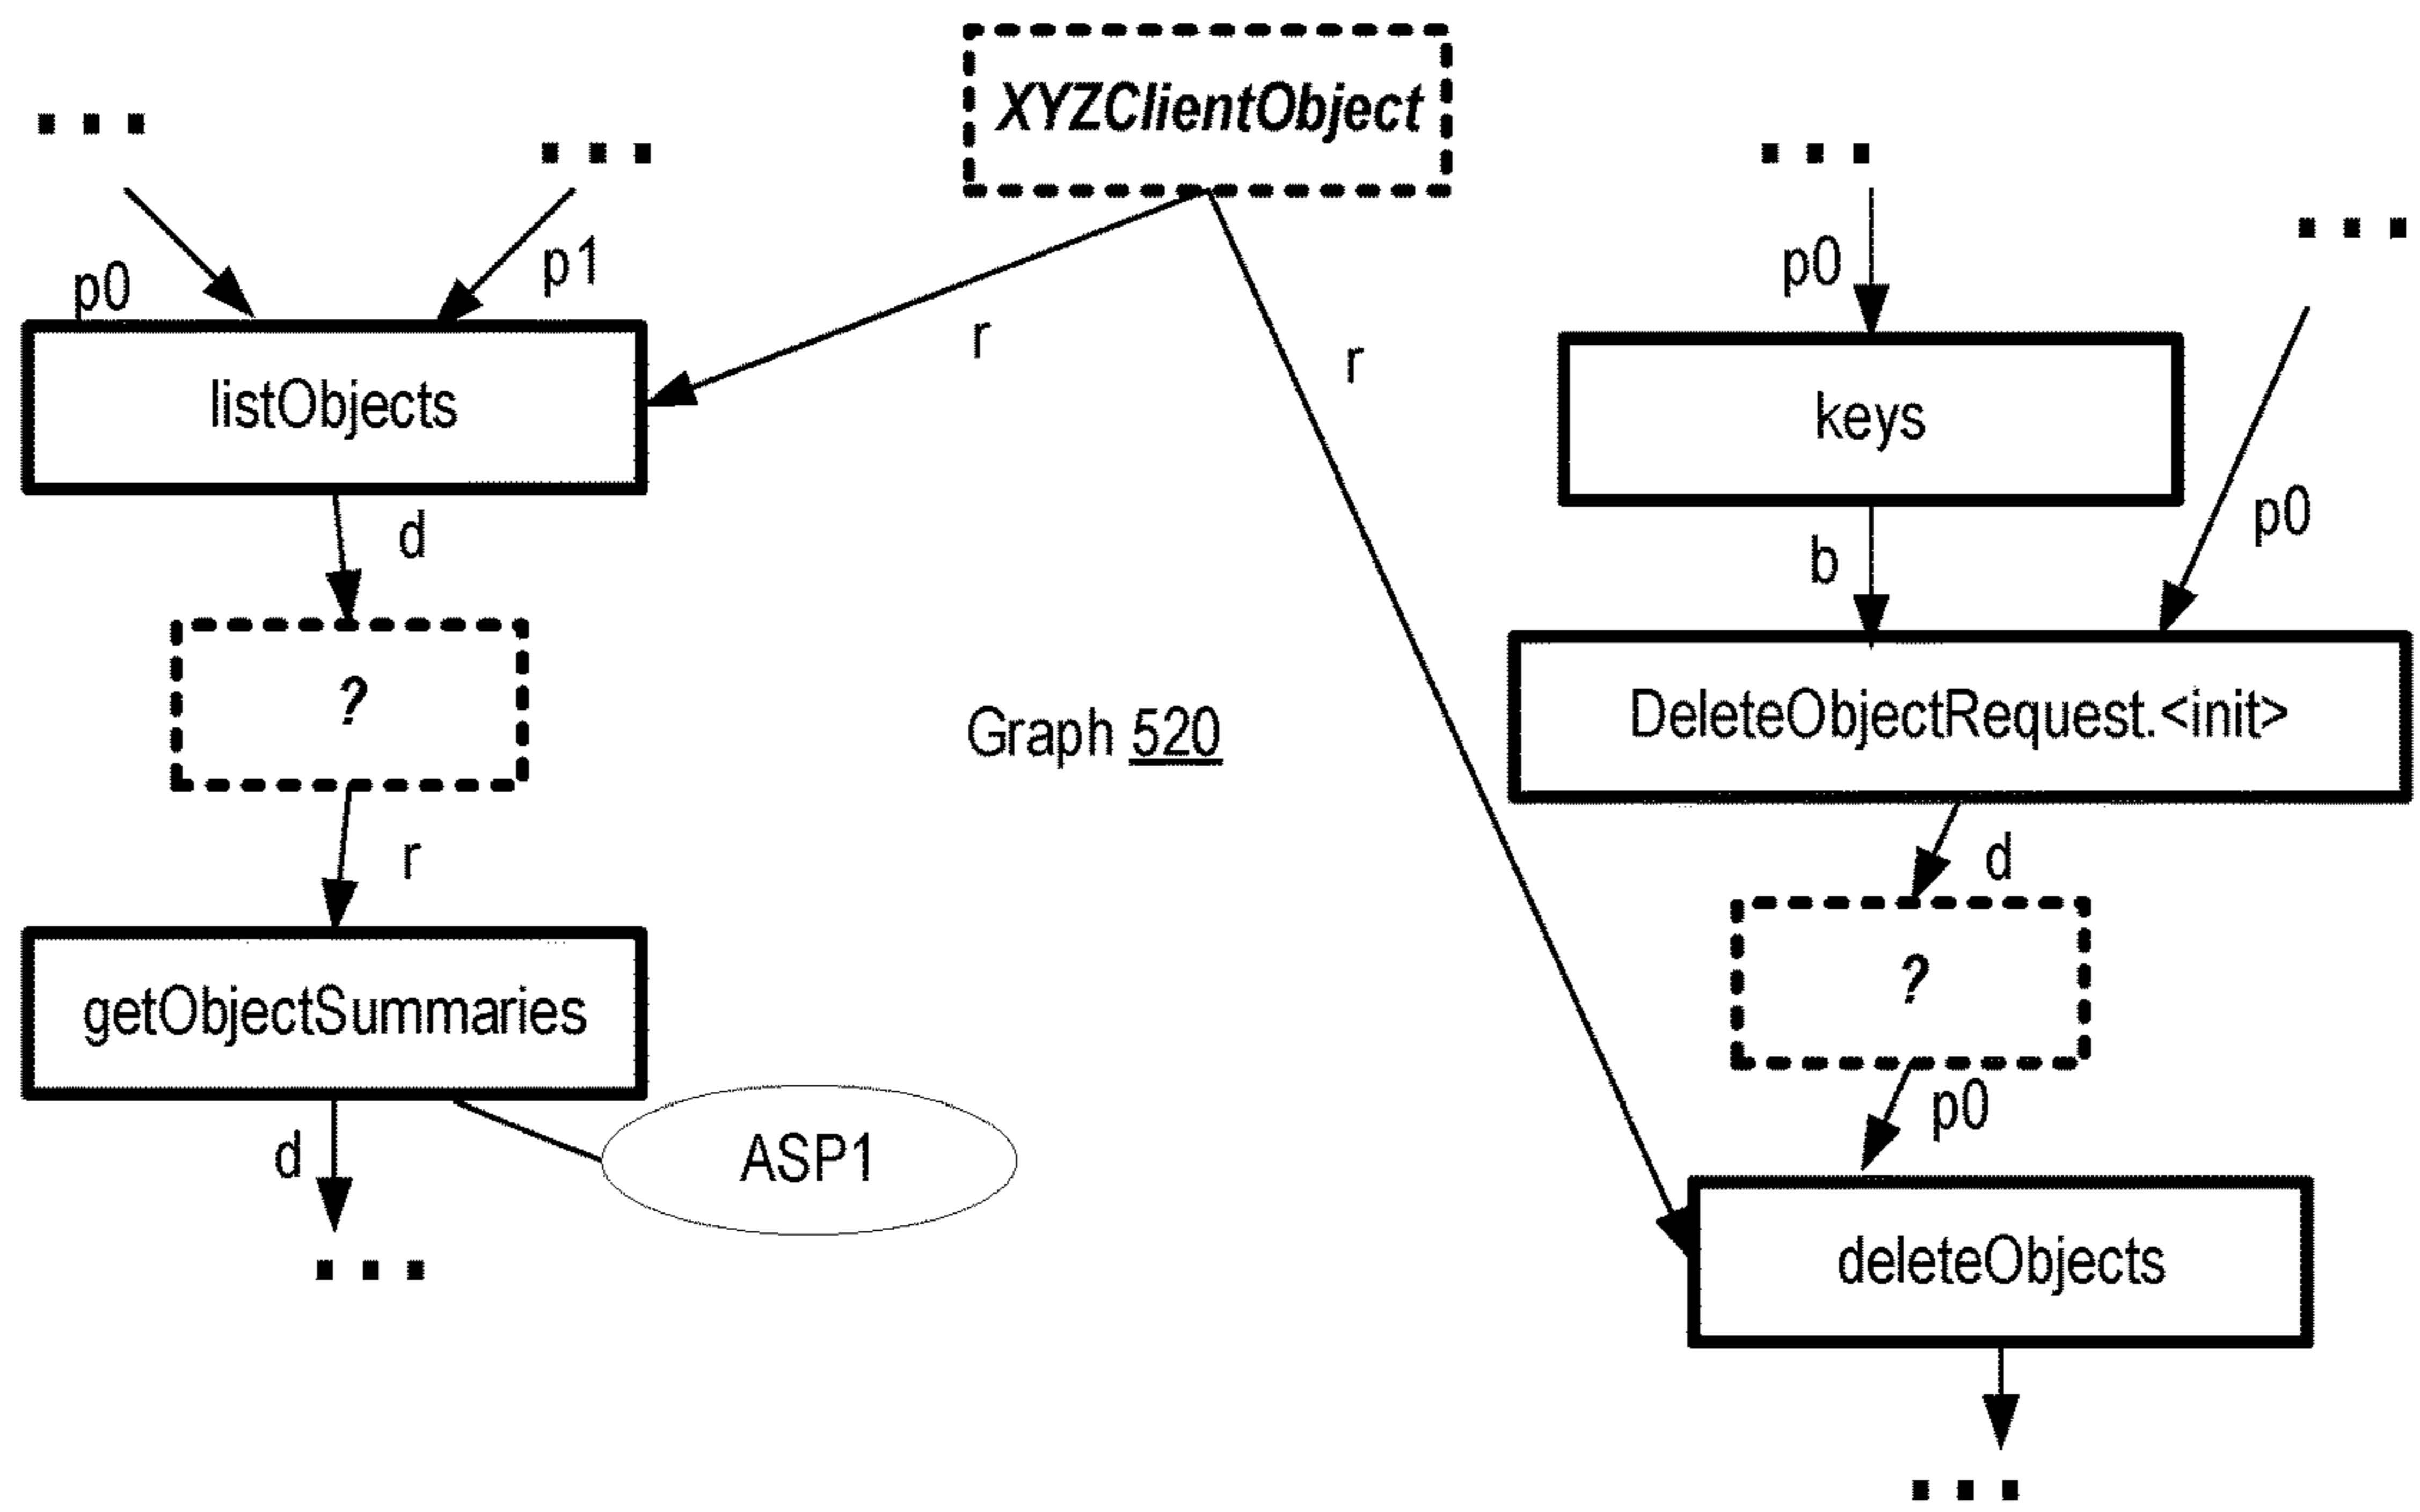 XYZClientObject
p0
p1
r
r
p0
listObjects
keys
d
b
p0
?
Graph 520
DeleteObjectRequest.<init>
r
d
?
getObjectSummaries
p0
d
ASP1
deleteObjects